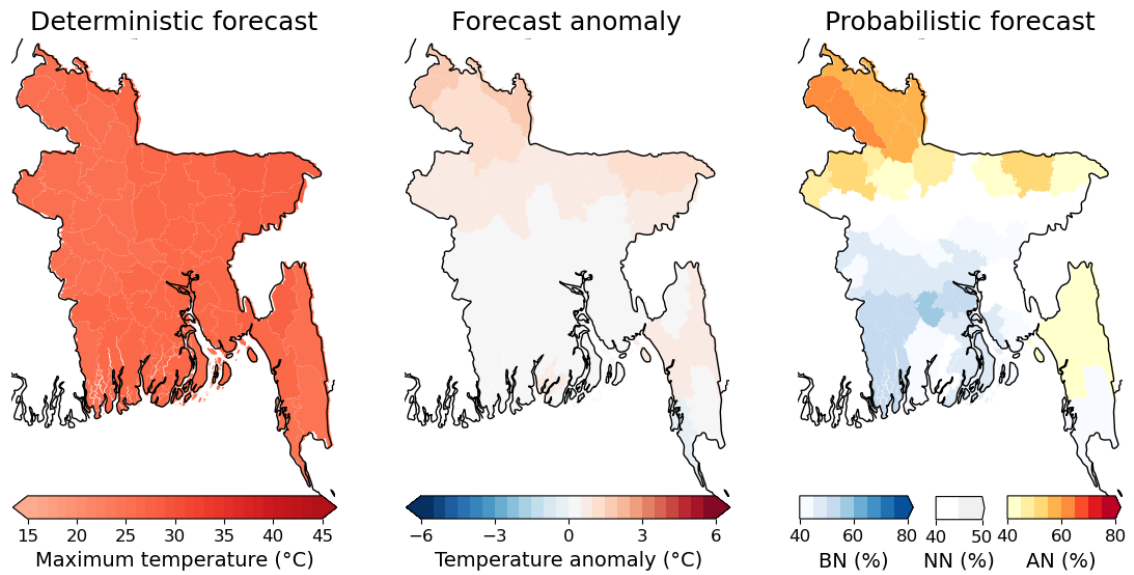 Deterministic forecast
Forecast anomaly
Probabilistic forecast
15 20 25 30 35 40 45
Maximum temperature (°C)
−6 −3 0 3 6
Temperature anomaly (°C)
40 60 80
BN (%)
40 50
NN (%)
40 60 80
AN (%)